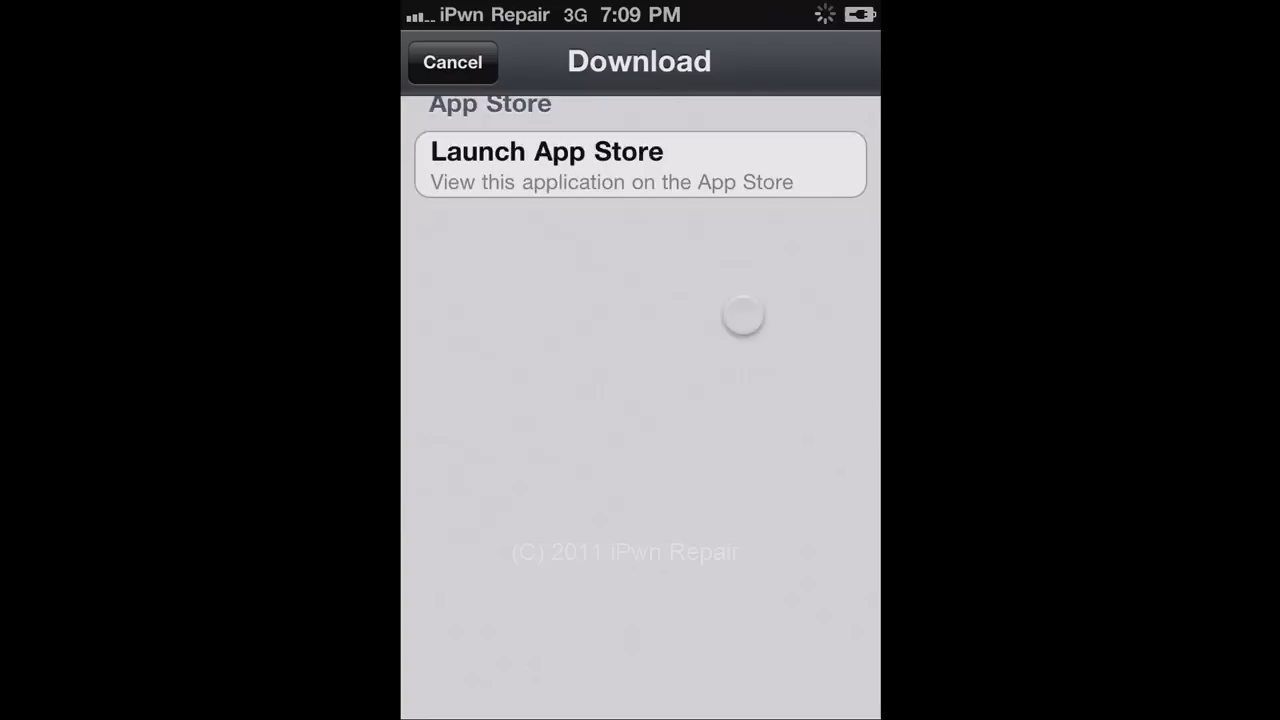 iPwn Repair 3G 7:09 PM
Cancel
Download
App Store
Launch App Store
View this application on the App Store
(C) 2011 iPwn Repair